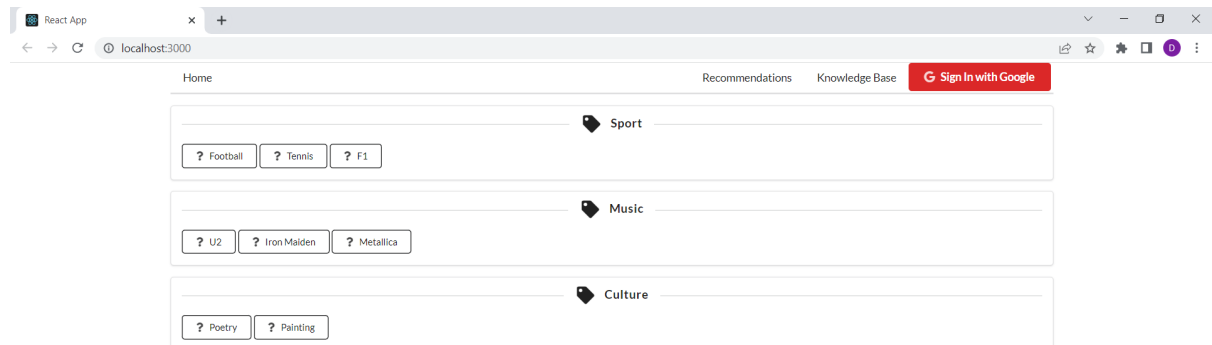 React App
localhost:3000
D
Home Recommendations Knowledge Base G Sign In with Google
Sport
? Football ? Tennis ? F1
Music
? U2 ? Iron Maiden ? Metallica
Culture
? Poetry ? Painting